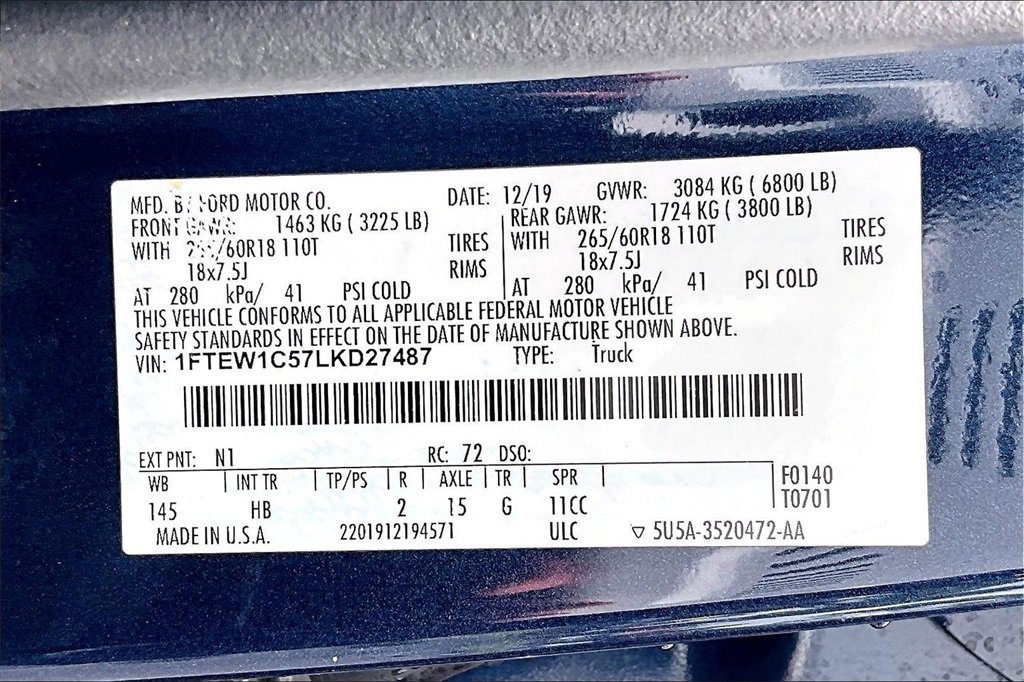 MFD. BY FORD MOTOR CO. DATE: 12/19 GVWR: 3084 KG ( 6800 LB)
FRONT GAWR: 1463 KG ( 3225 LB) REAR GAWR: 1724 KG ( 3800 LB)
WITH 265/60R18 110T TIRES WITH 265/60R18 110T TIRES
18x7.5J RIMS 18x7.5J RIMS
AT 280 kPa/ 41 PSI COLD AT 280 kPa/ 41 PSI COLD
THIS VEHICLE CONFORMS TO ALL APPLICABLE FEDERAL MOTOR VEHICLE
SAFETY STANDARDS IN EFFECT ON THE DATE OF MANUFACTURE SHOWN ABOVE.
VIN: 1FTEW1C57LKD27487 TYPE: Truck
EXT PNT: N1 RC: 72 DSO:
WB | INT TR | TP/PS | R | AXLE | TR | SPR | F0140
145 HB 2 15 G 11CC T0701
MADE IN U.S.A. 2201912194571 ULC ▽ 5U5A-3520472-AA